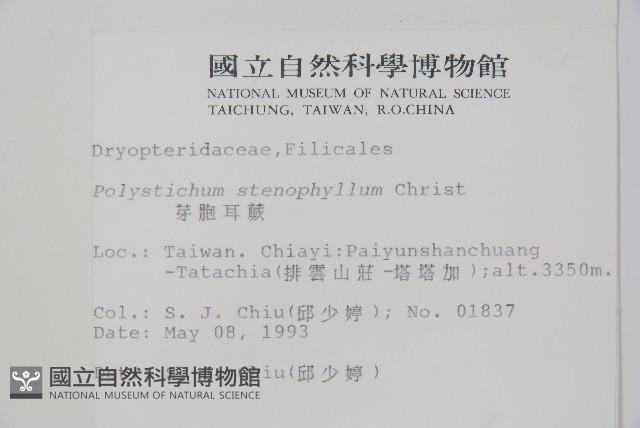 國立自然科學博物館
NATIONAL MUSEUM OF NATURAL SCIENCE
TAICHUNG, TAIWAN, R.O.CHINA
Dryopteridaceae,Filicales
Polystichum stenophyllum Christ
芽胞耳蕨
Loc.: Taiwan. Chiayi:Paiyunshanchuang
-Tatachia(排雲山莊-塔塔加);alt.3350m.
Col.: S. J. Chiu(邱少婷); No. 01837
Date: May 08, 1993
(邱少婷)
國立自然科學博物館
NATIONAL MUSEUM OF NATURAL SCIENCE